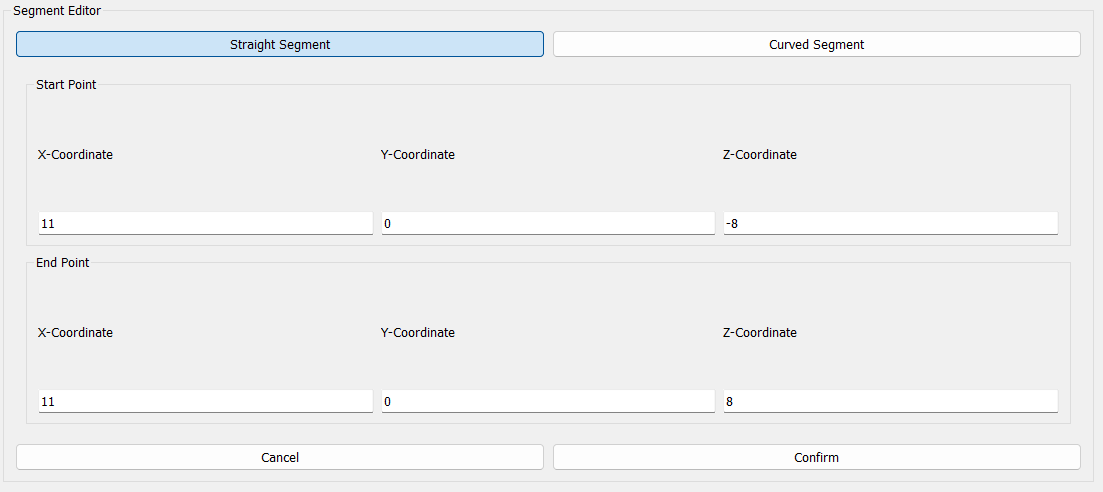 Segment Editor
Straight Segment Curved Segment
Start Point
X-Coordinate Y-Coordinate Z-Coordinate
11 0 -8
End Point
X-Coordinate Y-Coordinate Z-Coordinate
11 0 8
Cancel Confirm